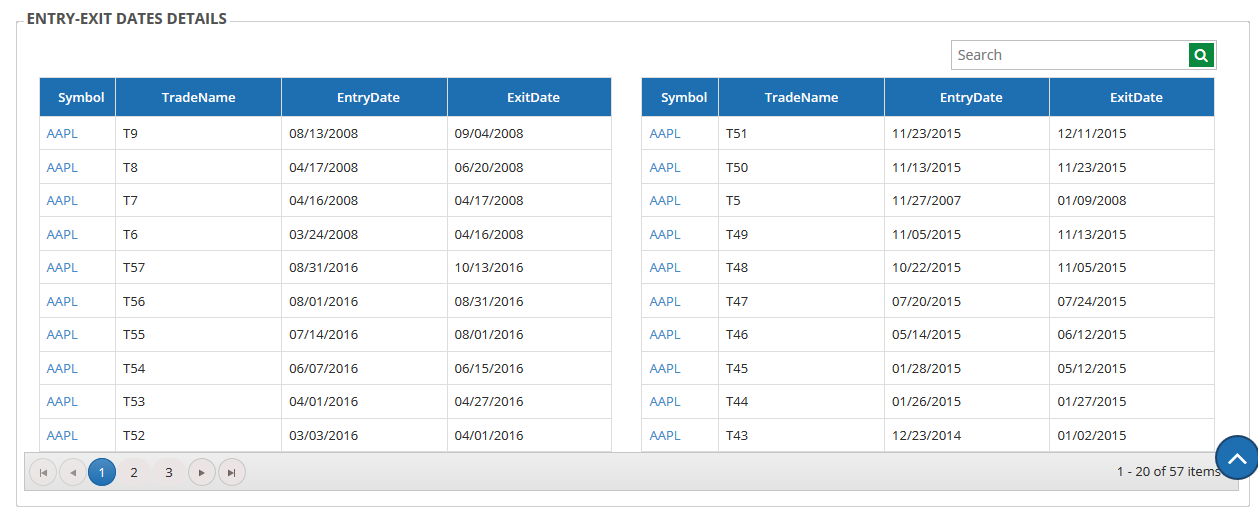 ENTRY-EXIT DATES DETAILS
Search
Symbol TradeName EntryDate ExitDate Symbol TradeName EntryDate ExitDate
AAPL T9 08/13/2008 09/04/2008 AAPL T51 11/23/2015 12/11/2015
AAPL T8 04/17/2008 06/20/2008 AAPL T50 11/13/2015 11/23/2015
AAPL T7 04/16/2008 04/17/2008 AAPL T5 11/27/2007 01/09/2008
AAPL T6 03/24/2008 04/16/2008 AAPL T49 11/05/2015 11/13/2015
AAPL T57 08/31/2016 10/13/2016 AAPL T48 10/22/2015 11/05/2015
AAPL T56 08/01/2016 08/31/2016 AAPL T47 07/20/2015 07/24/2015
AAPL T55 07/14/2016 08/01/2016 AAPL T46 05/14/2015 06/12/2015
AAPL T54 06/07/2016 06/15/2016 AAPL T45 01/28/2015 05/12/2015
AAPL T53 04/01/2016 04/27/2016 AAPL T44 01/26/2015 01/27/2015
AAPL T52 03/03/2016 04/01/2016 AAPL T43 12/23/2014 01/02/2015
1 2 3 1 - 20 of 57 items